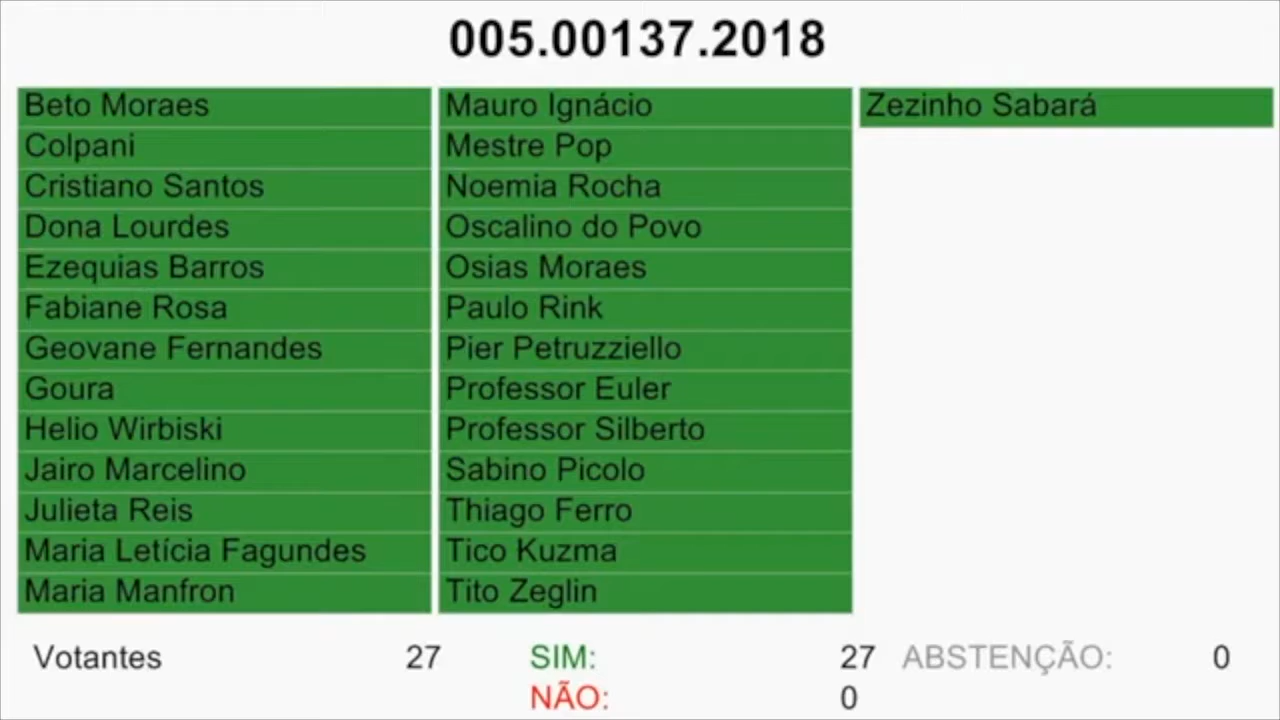 005.00137.2018
Beto Moraes
Colpani
Cristiano Santos
Dona Lourdes
Ezequias Barros
Fabiane Rosa
Geovane Fernandes
Goura
Helio Wirbiski
Jairo Marcelino
Julieta Reis
Maria Letícia Fagundes
Maria Manfron
Mauro Ignácio
Mestre Pop
Noemia Rocha
Oscalino do Povo
Osias Moraes
Paulo Rink
Pier Petruzziello
Professor Euler
Professor Silberto
Sabino Picolo
Thiago Ferro
Tico Kuzma
Tito Zeglin
Zezinho Sabará
Votantes 27 SIM: 27 ABSTENÇÃO: 0
NÃO: 0